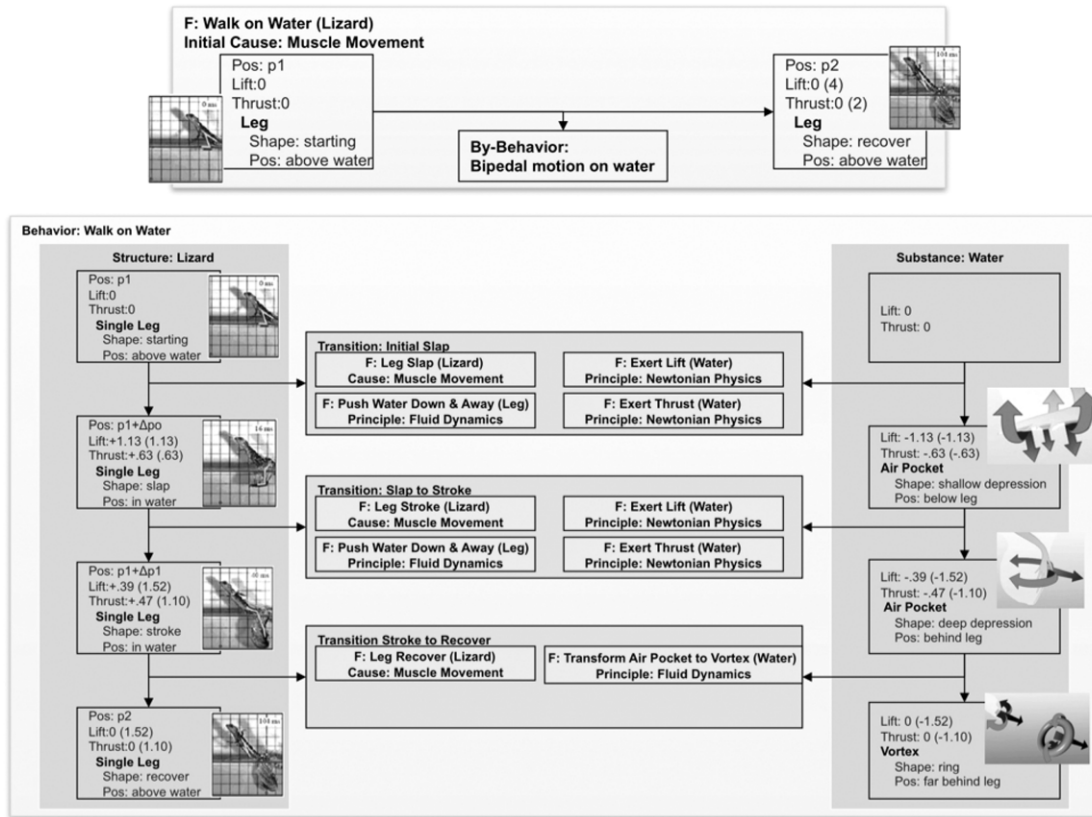 F: Walk on Water (Lizard)
Initial Cause: Muscle Movement
Pos: p1
Lift:0
Thrust:0
Leg
Shape: starting
Pos: above water
0 ms
By-Behavior:
Bipedal motion on water
Pos: p2
Lift:0 (4)
Thrust:0 (2)
Leg
Shape: recover
Pos: above water
104 ms
Behavior: Walk on Water
Structure: Lizard
Pos: p1
Lift:0
Thrust:0
Single Leg
Shape: starting
Pos: above water
0 ms
Pos: p1+Δpo
Lift:+1.13 (1.13)
Thrust:+.63 (.63)
Single Leg
Shape: slap
Pos: in water
16 ms
Pos: p1+Δp1
Lift:+.39 (1.52)
Thrust:+.47 (1.10)
Single Leg
Shape: stroke
Pos: in water
Pos: p2
Lift:0 (1.52)
Thrust:0 (1.10)
Single Leg
Shape: recover
Pos: above water
104 ms
Transition: Initial Slap
F: Leg Slap (Lizard)
Cause: Muscle Movement
F: Exert Lift (Water)
Principle: Newtonian Physics
F: Push Water Down & Away (Leg)
Principle: Fluid Dynamics
F: Exert Thrust (Water)
Principle: Newtonian Physics
Transition: Slap to Stroke
F: Leg Stroke (Lizard)
Cause: Muscle Movement
F: Exert Lift (Water)
Principle: Newtonian Physics
F: Push Water Down & Away (Leg)
Principle: Fluid Dynamics
F: Exert Thrust (Water)
Principle: Newtonian Physics
Transition Stroke to Recover
F: Leg Recover (Lizard)
Cause: Muscle Movement
F: Transform Air Pocket to Vortex (Water)
Principle: Fluid Dynamics
Substance: Water
Lift: 0
Thrust: 0
Lift: -1.13 (-1.13)
Thrust: -.63 (-.63)
Air Pocket
Shape: shallow depression
Pos: below leg
Lift: -.39 (-1.52)
Thrust: -.47 (-1.10)
Air Pocket
Shape: deep depression
Pos: behind leg
Lift: 0 (-1.52)
Thrust: 0 (-1.10)
Vortex
Shape: ring
Pos: far behind leg